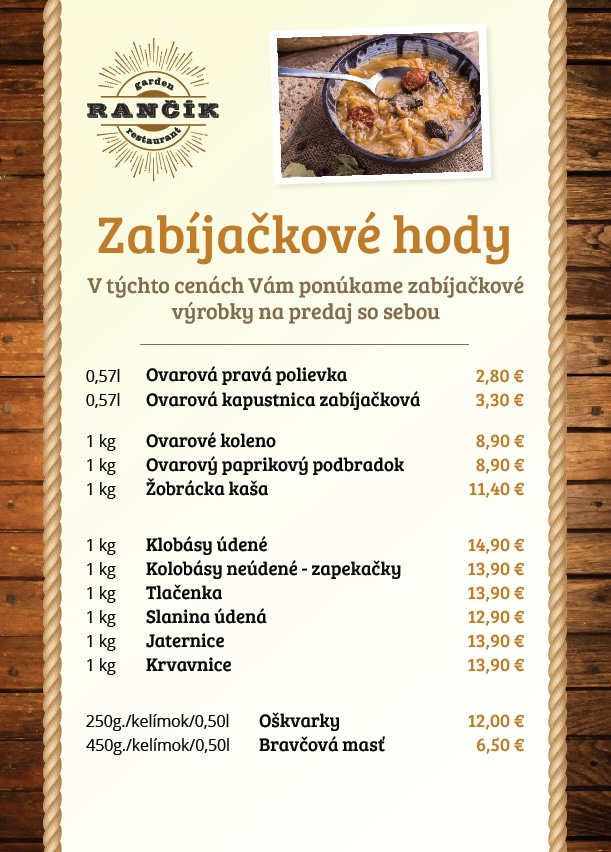 garden
RANČÍK
restaurant
Zabíjačkové hody
V týchto cenách Vám ponúkame zabíjačkové
výrobky na predaj so sebou
0,57l Ovarová pravá polievka 2,80 €
0,57l Ovarová kapustnica zabíjačková 3,30 €
1 kg Ovarové koleno 8,90 €
1 kg Ovarový paprikový podbradok 8,90 €
1 kg Žobrácka kaša 11,40 €
1 kg Klobásy údené 14,90 €
1 kg Kolobásy neúdené - zapekačky 13,90 €
1 kg Tlačenka 13,90 €
1 kg Slanina údená 12,90 €
1 kg Jaternice 13,90 €
1 kg Krvavnice 13,90 €
250g./kelímok/0,50l Oškvarky 12,00 €
450g./kelímok/0,50l Bravčová masť 6,50 €